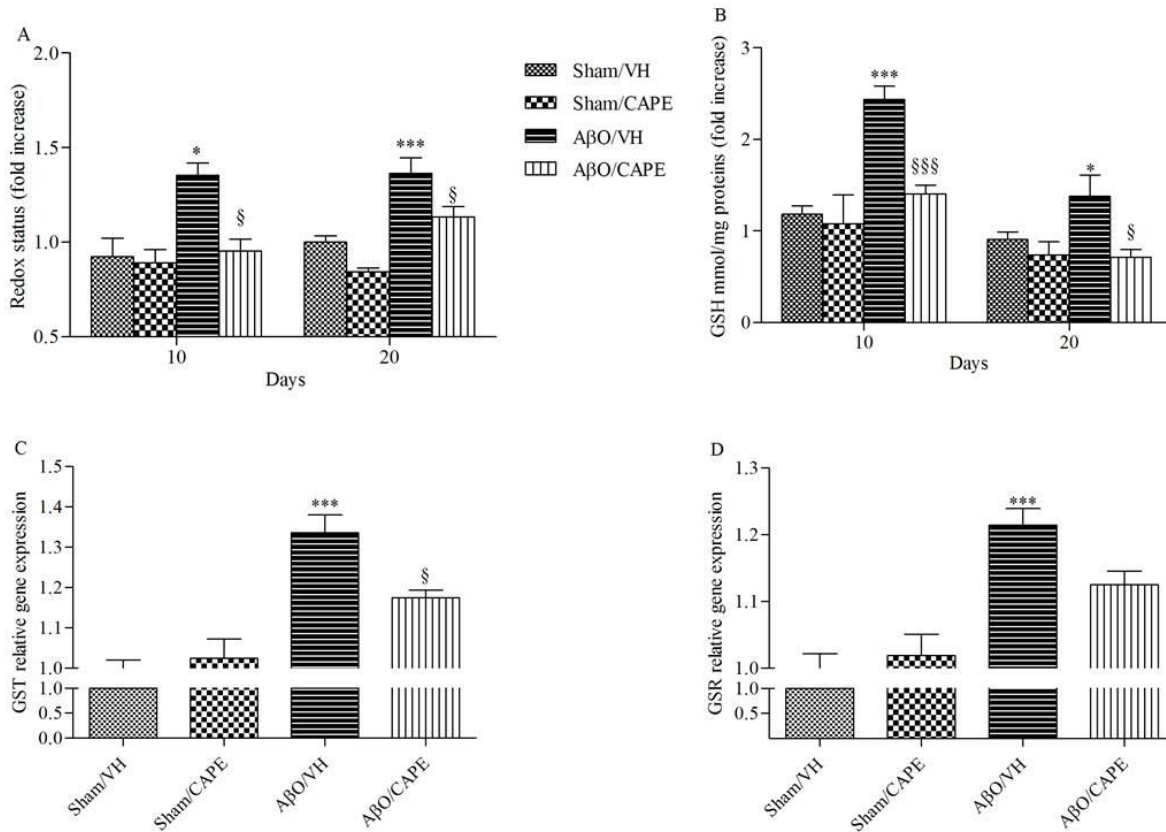 A
Redox status (fold increase)
2.0
1.5
1.0
0.5
*
§
***
§
10
20
Days
Sham/VH
Sham/CAPE
AβO/VH
AβO/CAPE
B
GSH mmol/mg proteins (fold increase)
3
2
1
0
***
§§§
*
§
10
20
Days
C
GST relative gene expression
1.5
1.4
1.3
1.2
1.1
1.0
1.0
0.5
0.0
***
§
Sham/VH
Sham/CAPE
AβO/VH
AβO/CAPE
D
GSR relative gene expression
1.3
1.2
1.1
1.0
1.0
0.5
***
Sham/VH
Sham/CAPE
AβO/VH
AβO/CAPE